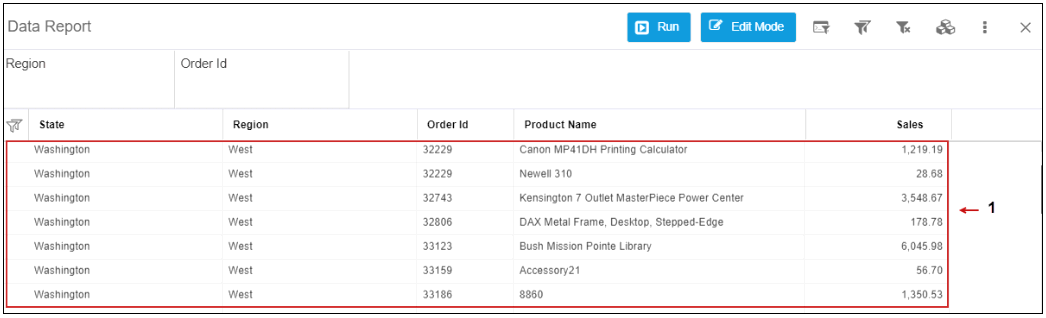 Data Report Run Edit Mode
Region Order Id
State Region Order Id Product Name Sales
Washington West 32229 Canon MP41DH Printing Calculator 1,219.19
Washington West 32229 Newell 310 28.68
Washington West 32743 Kensington 7 Outlet MasterPiece Power Center 3,548.67
Washington West 32806 DAX Metal Frame, Desktop, Stepped-Edge 178.78
1
Washington West 33123 Bush Mission Pointe Library 6,045.98
Washington West 33159 Accessory21 56.70
Washington West 33186 8860 1,350.53